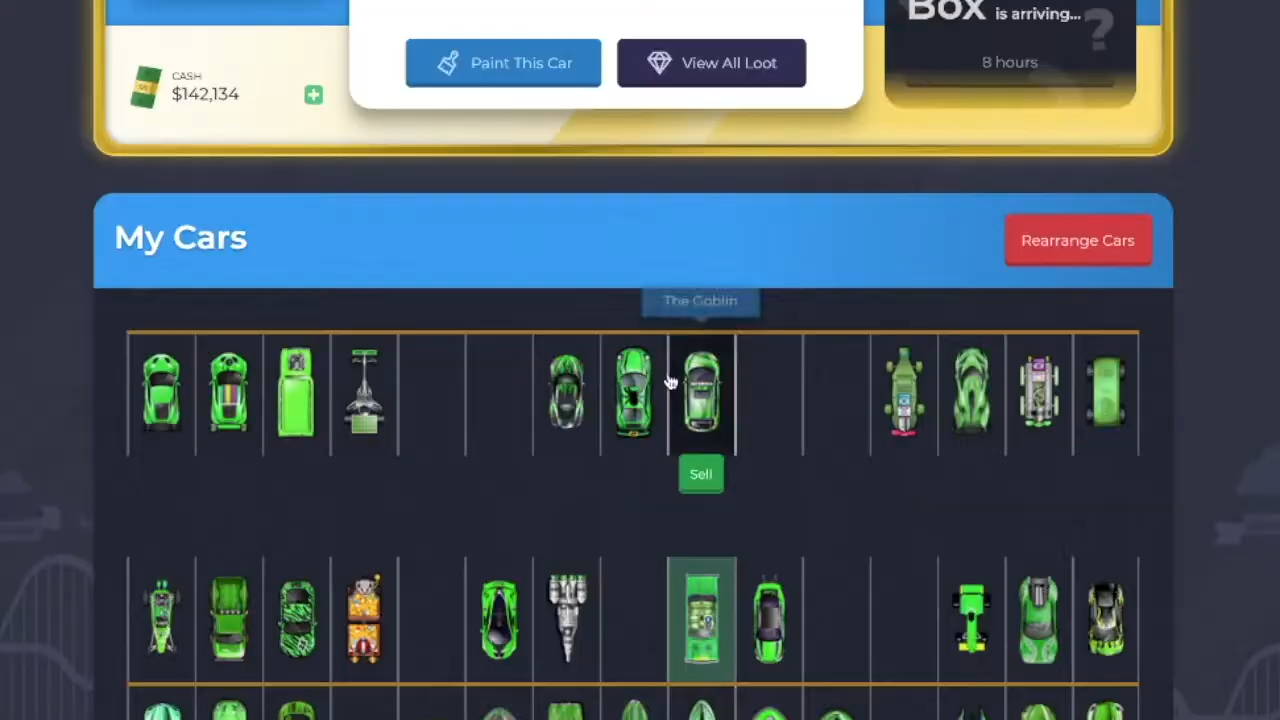 Box is arriving...
?
8 hours
CASH
$142,134
Paint This Car
View All Loot
My Cars
Rearrange Cars
The Goblin
Sell